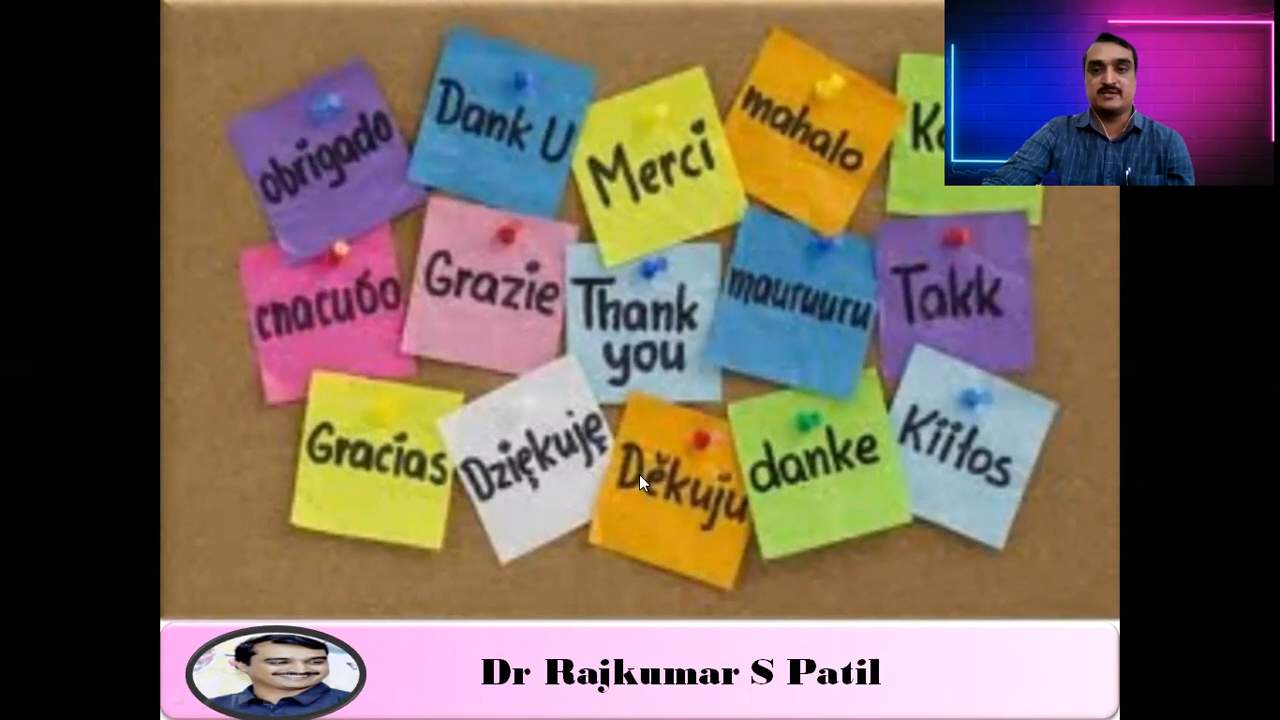 obrigado
Dank U
Merci
mahalo
спасибо
Grazie
Thank
you
mauruuru
Takk
Gracias
Dziękuję
Děkuju
danke
Kiitos
Dr Rajkumar S Patil